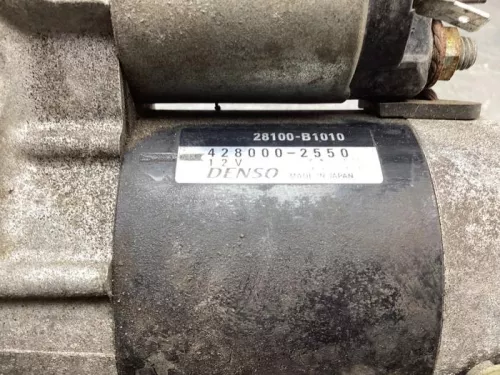 28100-B1010
428000-2550
12V
DENSO MADE IN JAPAN